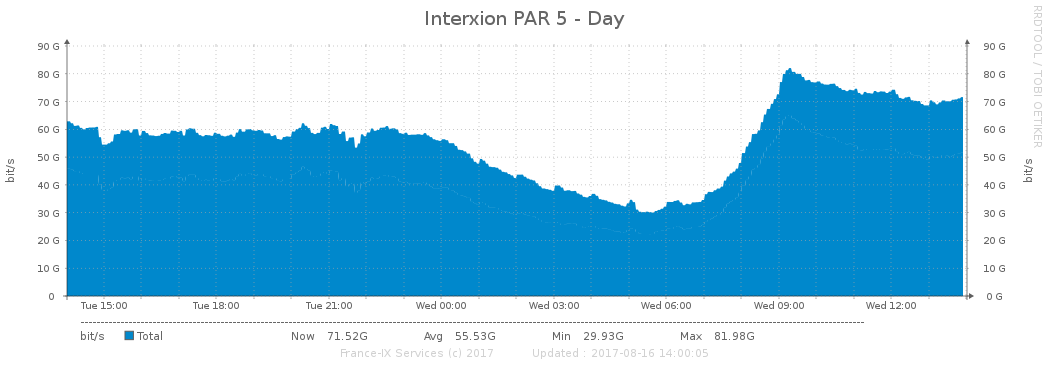 Interxion PAR 5 - Day
RRDTOOL / TOBI OETIKER
90 G 90 G
80 G 80 G
70 G 70 G
60 G 60 G
50 G 50 G
40 G 40 G
30 G 30 G
20 G 20 G
10 G 10 G
0 0 G
bit/s
bit/s
Tue 15:00 Tue 18:00 Tue 21:00 Wed 00:00 Wed 03:00 Wed 06:00 Wed 09:00 Wed 12:00
bit/s Total Now 71.52G Avg 55.53G Min 29.93G Max 81.98G
France-IX Services (c) 2017 Updated : 2017-08-16 14:00:05